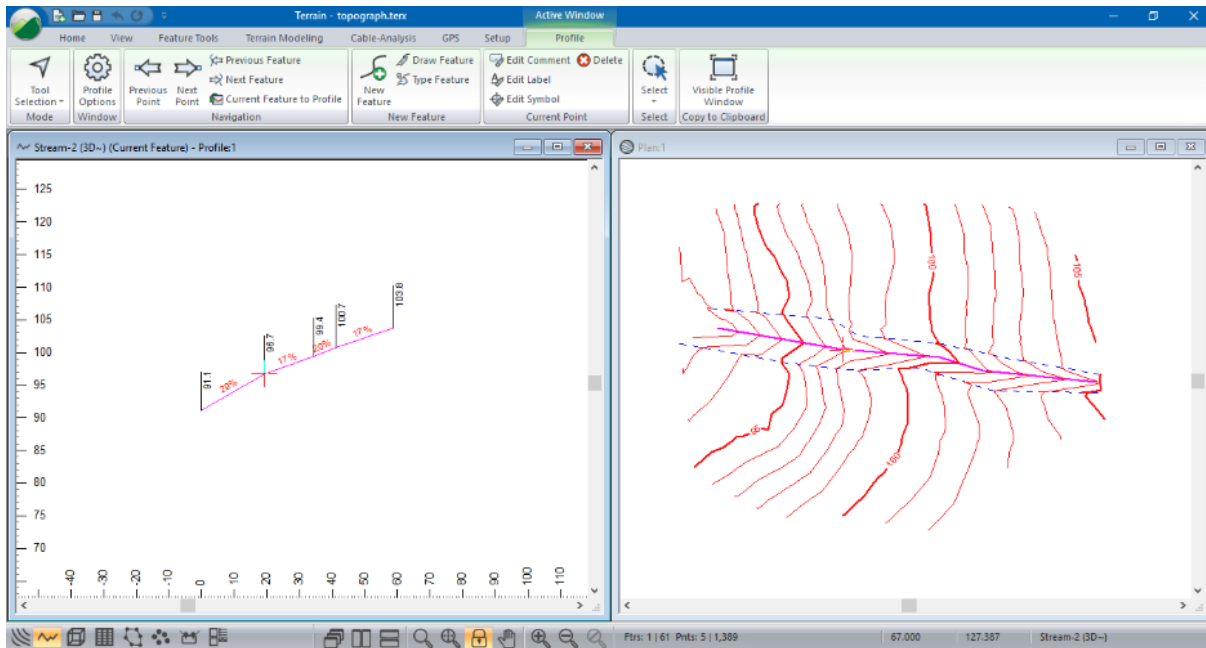 Terrain - topograph.terx
Active Window
Home View Feature Tools Terrain Modeling Cable-Analysis GPS Setup Profile
Tool Selection
Mode
Profile Options
Window
Previous Point
Next Point
Previous Feature
Next Feature
Current Feature to Profile
Navigation
New Feature
Draw Feature
Type Feature
New Feature
Edit Comment
Delete
Edit Label
Edit Symbol
Current Point
Select
Select
Visible Profile Window
Copy to Clipboard
Stream-2 (3D~) (Current Feature) - Profile:1
125
120
115
110
105
100
95
90
85
80
75
70
-40 -30 -20 -10 0 10 20 30 40 50 60 70 80 90 100 110
91.1
29%
96.7
17%
99.4
20%
100.7
17%
103.8
Plan:1
100
105
95
100
Ftrs: 1 | 61 Pnts: 5 | 1,389
67.000
127.387
Stream-2 (3D~)